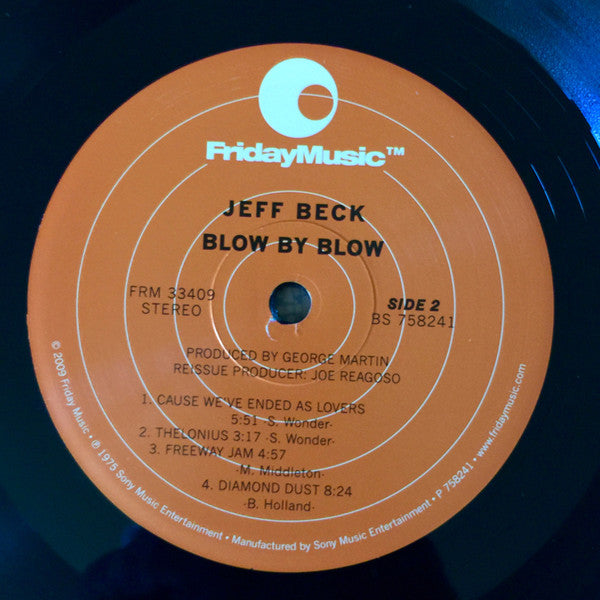 FridayMusic™
JEFF BECK
BLOW BY BLOW
FRM 33409
STEREO
SIDE 2
BS 758241
PRODUCED BY GEORGE MARTIN
REISSUE PRODUCER: JOE REAGOSO
1. CAUSE WE'VE ENDED AS LOVERS
5:51 -S. Wonder-
2. THELONIUS 3:17 -S. Wonder-
3. FREEWAY JAM 4:57
-M. Middleton-
4. DIAMOND DUST 8:24
-B. Holland-
© 2009 Friday Music • ℗ 1975 Sony Music Entertainment • Manufactured by Sony Music Entertainment • P 758241 • www.fridaymusic.com